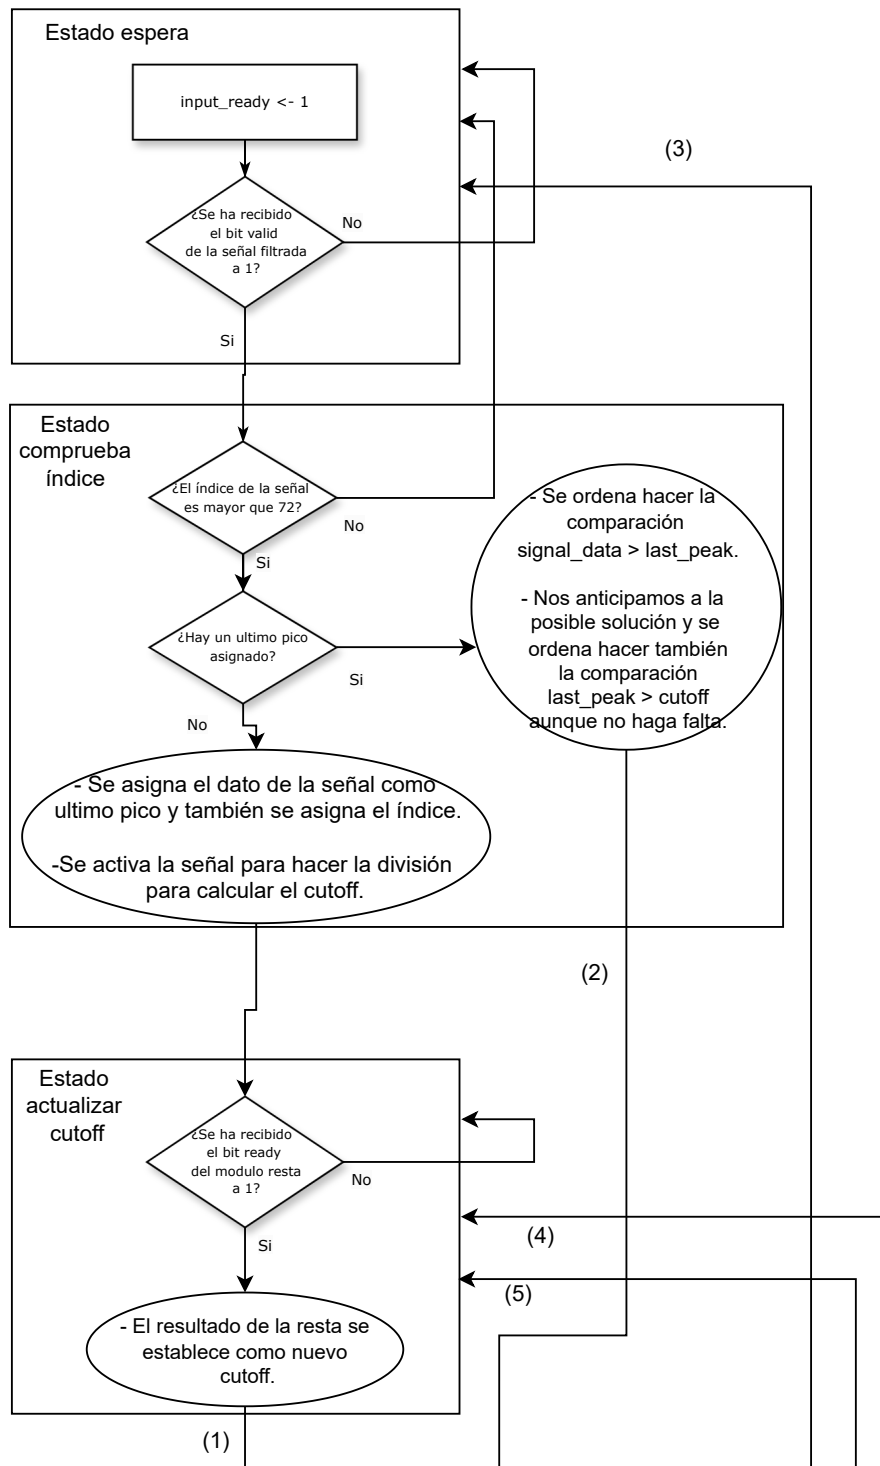 Estado espera
input_ready <- 1
(3)
¿Se ha recibido
el bit valid
de la señal filtrada
a 1?
No
Si
Estado
comprueba
índice
¿El índice de la señal
es mayor que 72?
No
Si
- Se ordena hacer la
comparación
signal_data > last_peak.
- Nos anticipamos a la
posible solución y se
ordena hacer también
la comparación
last_peak > cutoff
aunque no haga falta.
¿Hay un ultimo pico
asignado?
Si
No
- Se asigna el dato de la señal como
ultimo pico y también se asigna el índice.
-Se activa la señal para hacer la división
para calcular el cutoff.
(2)
Estado
actualizar
cutoff
¿Se ha recibido
el bit ready
del modulo resta
a 1?
No
(4)
Si
(5)
- El resultado de la resta se
establece como nuevo
cutoff.
(1)